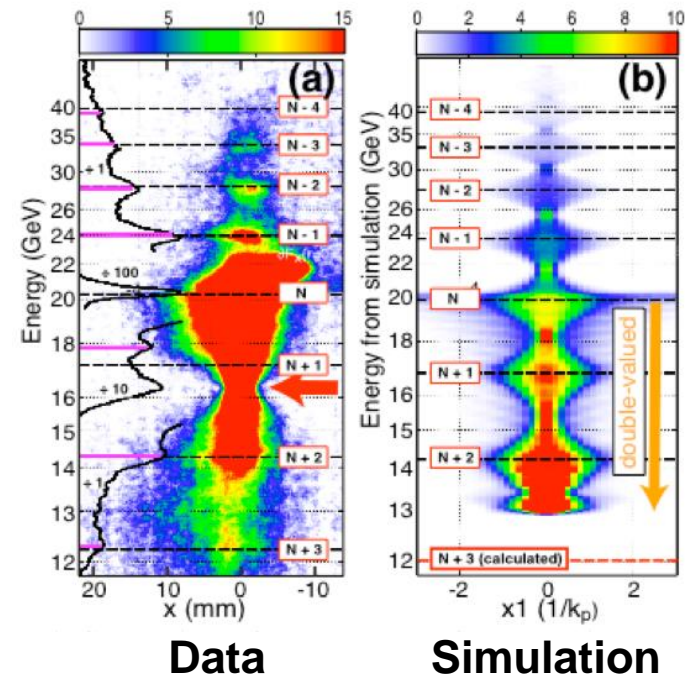 0 5 10 15
(a)
Energy (GeV)
40
35
30
26
24
22
20
18
16
15
14
13
12
÷1
÷100
÷10
÷1
N - 4
N - 3
N - 2
N - 1
N
N + 1
N + 2
N + 3
20 10 0 -10
x (mm)
Data
0 2 4 6 8 10
(b)
Energy from simulation (GeV)
40
35
30
26
24
22
20
18
16
15
14
13
12
N - 4
N - 3
N - 2
N - 1
N
N + 1
N + 2
N + 3 (calculated)
double-valued
-2 0 2
x1 (1/kp)
Simulation